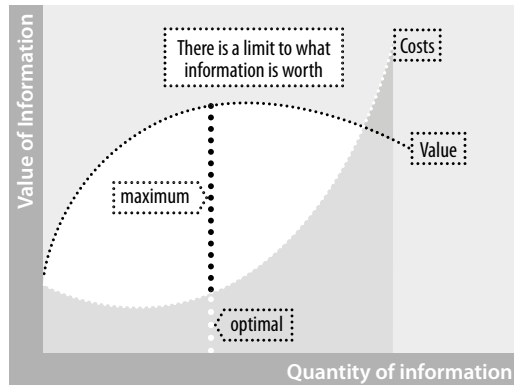 There is a limit to what
information is worth
Costs
Value
maximum
optimal
Value of Information
Quantity of information